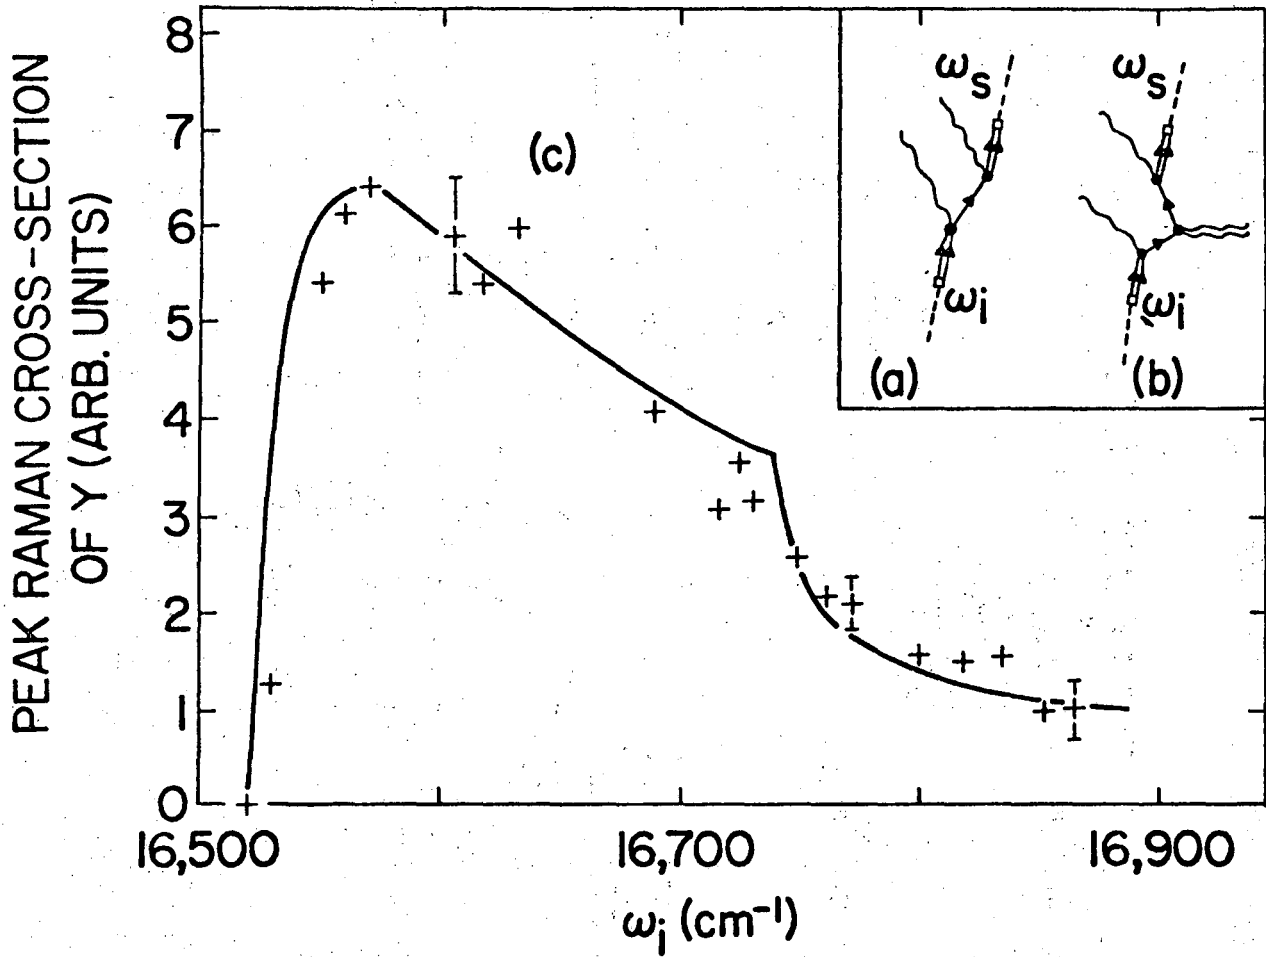 PEAK RAMAN CROSS-SECTION
OF Y (ARB. UNITS)
8
7
6
5
4
3
2
1
0
16,500
16,700
16,900
ωi (cm⁻¹)
(c)
ωs
ωs
ωi
ωi
(a)
(b)